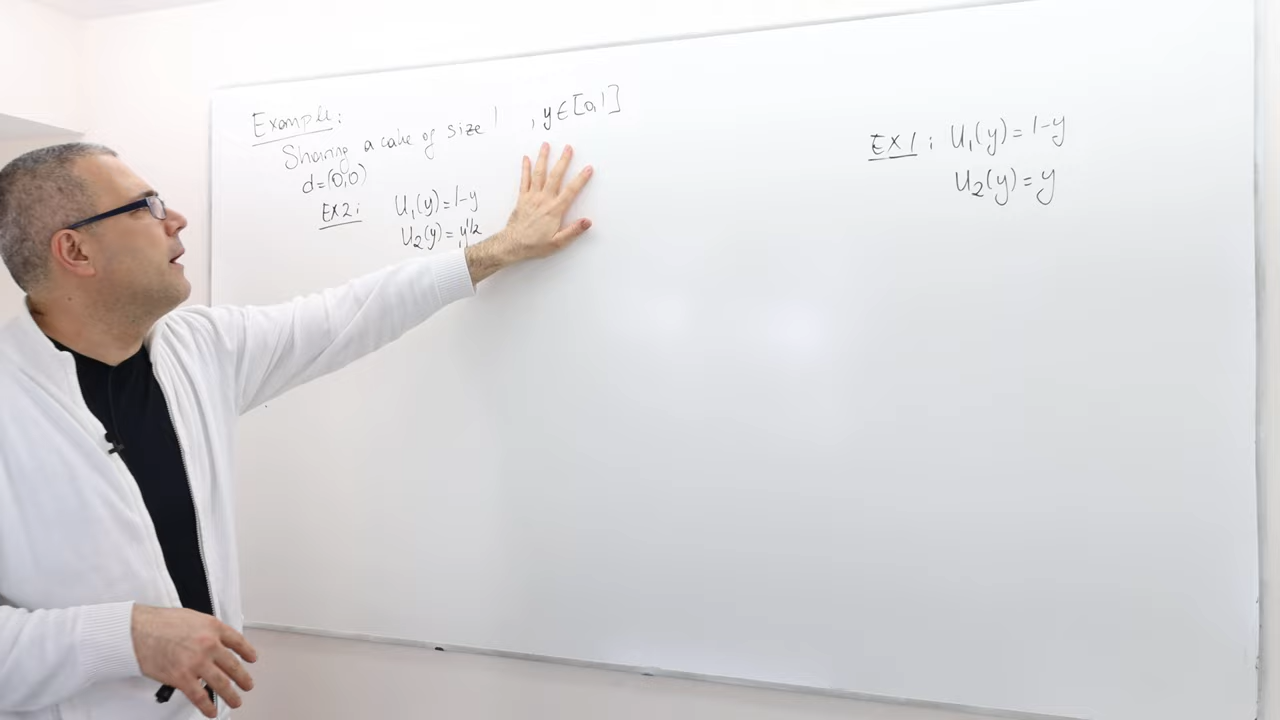 Example:
Sharing a cake of size 1 , y∈[0,1]
d=(0,0)
EX2: U₁(y)=1-y
U₂(y)=y^1/2
EX1: U₁(y)=1-y
U₂(y)=y